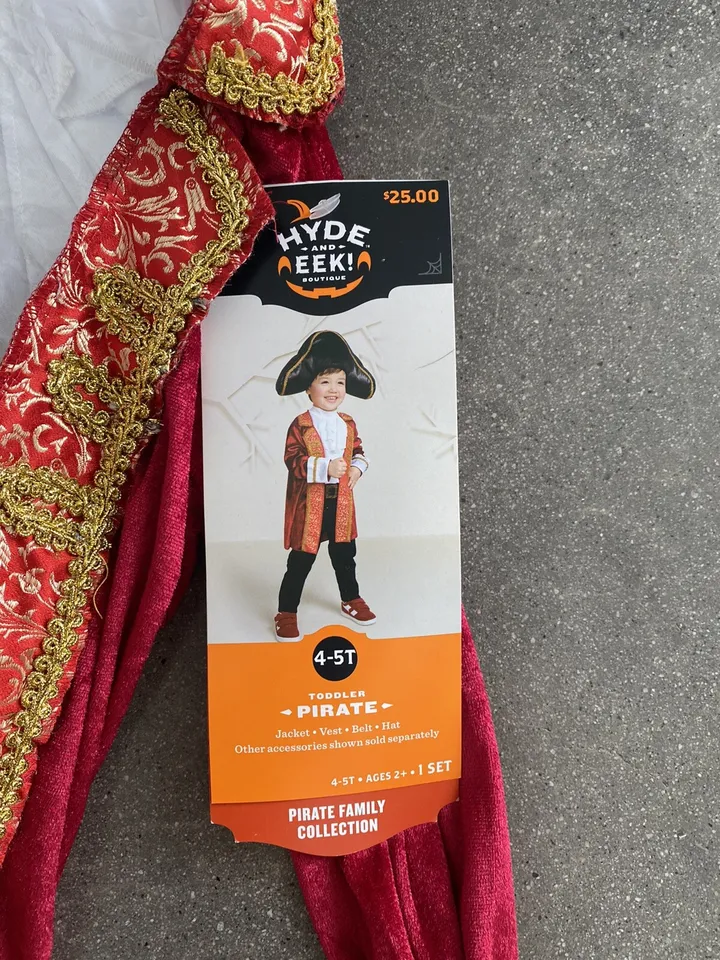 $25.00
HYDE
AND
EEK!
BOUTIQUE
4-5T
TODDLER
PIRATE
Jacket • Vest • Belt • Hat
Other accessories shown sold separately
4-5T • AGES 2+ • 1 SET
PIRATE FAMILY
COLLECTION